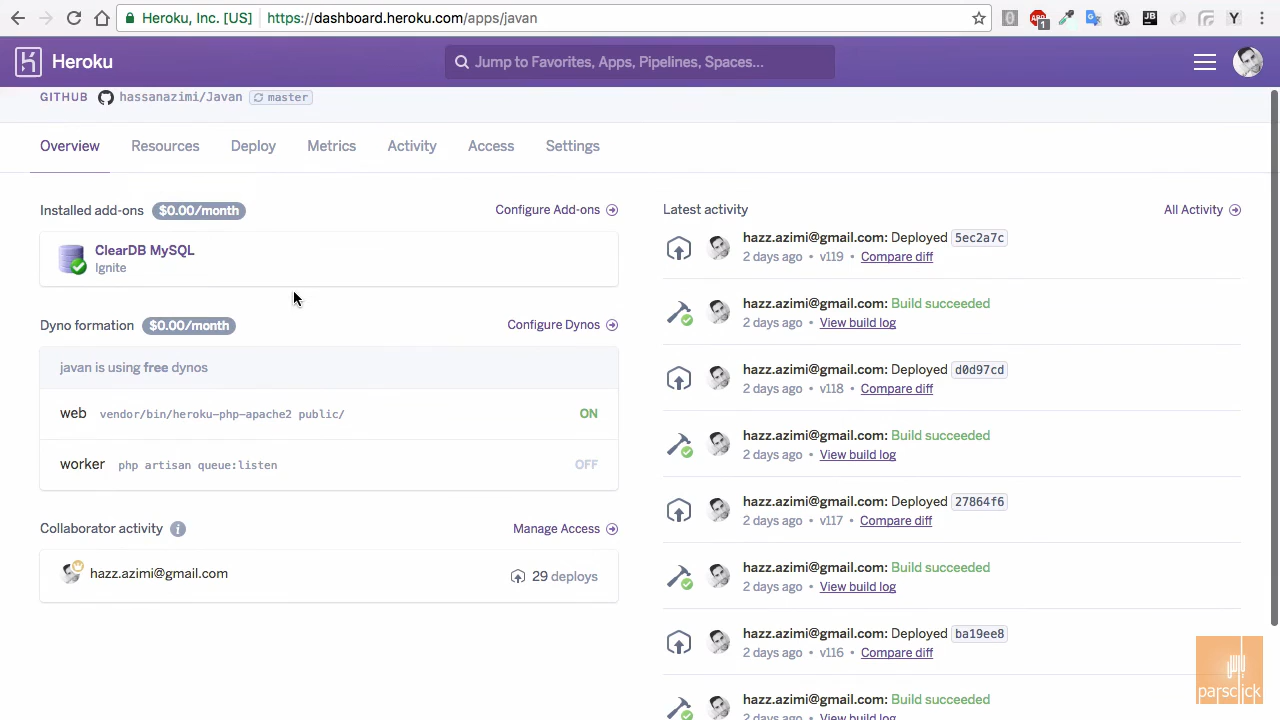 Heroku, Inc. [US] https://dashboard.heroku.com/apps/javan
Heroku
Jump to Favorites, Apps, Pipelines, Spaces...
GITHUB hassanazimi/Javan master
Overview Resources Deploy Metrics Activity Access Settings
Installed add-ons $0.00/month
Configure Add-ons
ClearDB MySQL
Ignite
Dyno formation $0.00/month
Configure Dynos
javan is using free dynos
web vendor/bin/heroku-php-apache2 public/ ON
worker php artisan queue:listen OFF
Collaborator activity
Manage Access
hazz.azimi@gmail.com
29 deploys
Latest activity
All Activity
hazz.azimi@gmail.com: Deployed 5ec2a7c
2 days ago • v119 • Compare diff
hazz.azimi@gmail.com: Build succeeded
2 days ago • View build log
hazz.azimi@gmail.com: Deployed d0d97cd
2 days ago • v118 • Compare diff
hazz.azimi@gmail.com: Build succeeded
2 days ago • View build log
hazz.azimi@gmail.com: Deployed 27864f6
2 days ago • v117 • Compare diff
hazz.azimi@gmail.com: Build succeeded
2 days ago • View build log
hazz.azimi@gmail.com: Deployed ba19ee8
2 days ago • v116 • Compare diff
hazz.azimi@gmail.com: Build succeeded
2 days ago • View build log
parsclick